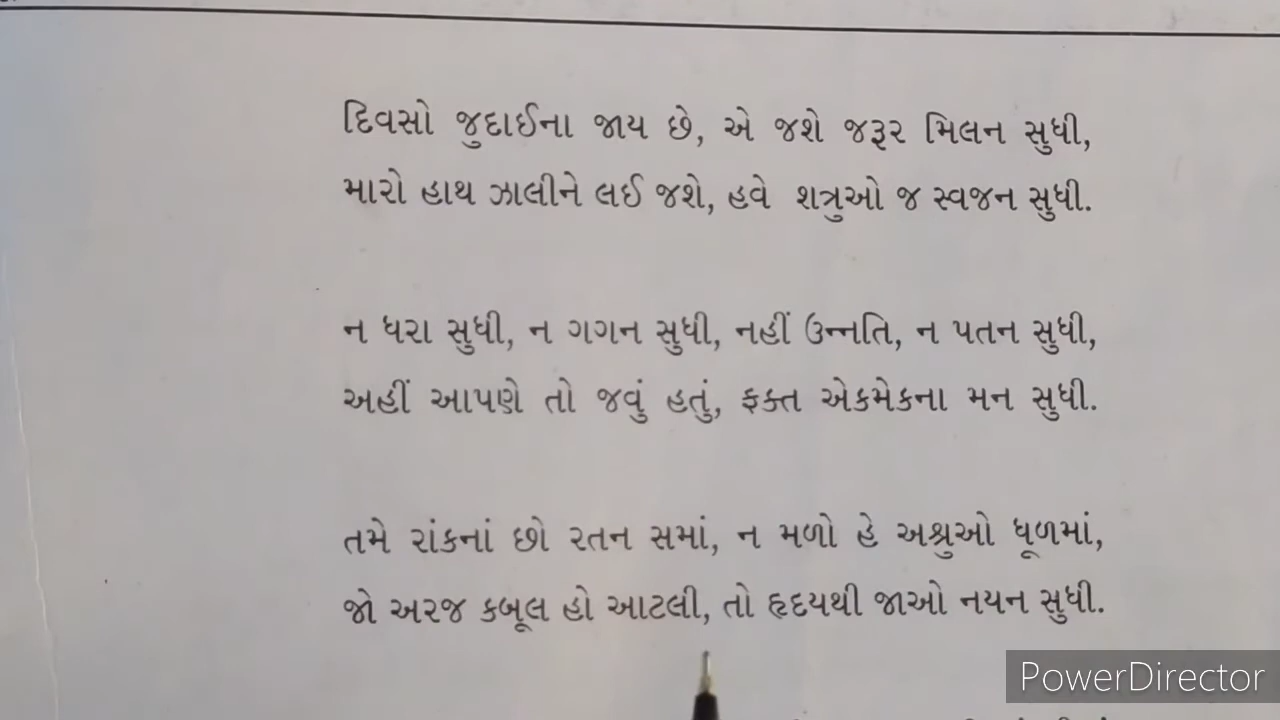 દિવસો જુદાઈના જાય છે, એ જશે જરૂર મિલન સુધી,
મારો હાથ ઝાલીને લઈ જશે, હવે શત્રુઓ જ સ્વજન સુધી.
ન ધરા સુધી, ન ગગન સુધી, નહીં ઉન્નતિ, ન પતન સુધી,
અહીં આપણે તો જવું હતું, ફક્ત એકમેકના મન સુધી.
તમે રાંકનાં છો રતન સમાં, ન મળો હે અશ્રુઓ ધૂળમાં,
જો અરજ કબૂલ હો આટલી, તો હૃદયથી જાઓ નયન સુધી.
PowerDirector